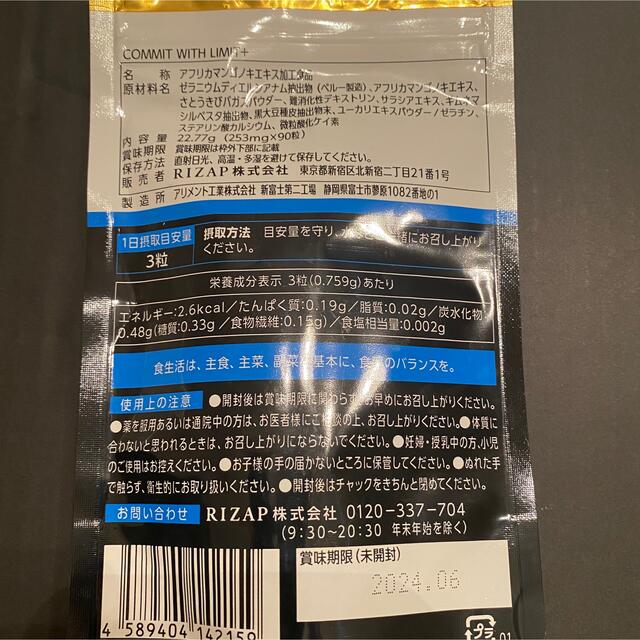 COMMIT WITH LIMIT+
名 称 アフリカマンゴノキエキス加工食品
原材料名 ゼラニウムディエルシアナム抽出物(ペルー製造)、アフリカマンゴノキエキス、
さとうきびバガスパウダー、難消化性デキストリン、サラシアエキス、
シルベスタ抽出物、黒大豆種皮抽出物末、ユーカリエキスパウダー/ゼラチン、
ステアリン酸カルシウム、微粒酸化ケイ素
内 容 量 22.77g(253mg×90粒)
賞味期限 賞味期限は枠外下部に記載
保存方法 直射日光、高温・多湿を避けて保存してください。
販 売 者 RIZAP株式会社 東京都新宿区北新宿二丁目21番1号
製 造 所 アリメント工業株式会社 新富士第二工場 静岡県富士市蓼原1082番地の1
1日摂取目安量
3粒
摂取方法 目安量を守り、水 緒にお召し上がり
ください。
栄養成分表示 3粒(0.759g)あたり
エネルギー:2.6kcal/たんぱく質:0.19g/脂質:0.02g/炭水化物:
0.48g(糖質:0.33g/食物繊維:0.15g)/食塩相当量:0.002g
食生活は、主食、主菜、副菜を基本に、食事のバランスを。
使用上の注意 ●開封後は賞味期限に関わらず、お早めにお召し上がりください。
●薬を服用あるいは通院中の方は、お医者様にご相談の上、お召し上がりください。●体質に
合わないと思われるときは、お召し上がりにならないでください。●妊婦・授乳中の方、小児
のご使用はお控えください。●お子様の手の届かないところに保管してください。●ぬれた手
で触らず、衛生的にお取り扱いください。●開封後はチャックをきちんと閉めてください。
お問い合わせ RIZAP株式会社 0120-337-704
(9:30~20:30 年末年始を除く)
賞味期限(未開封)
2024.06
4 589404 142159
プラ
01